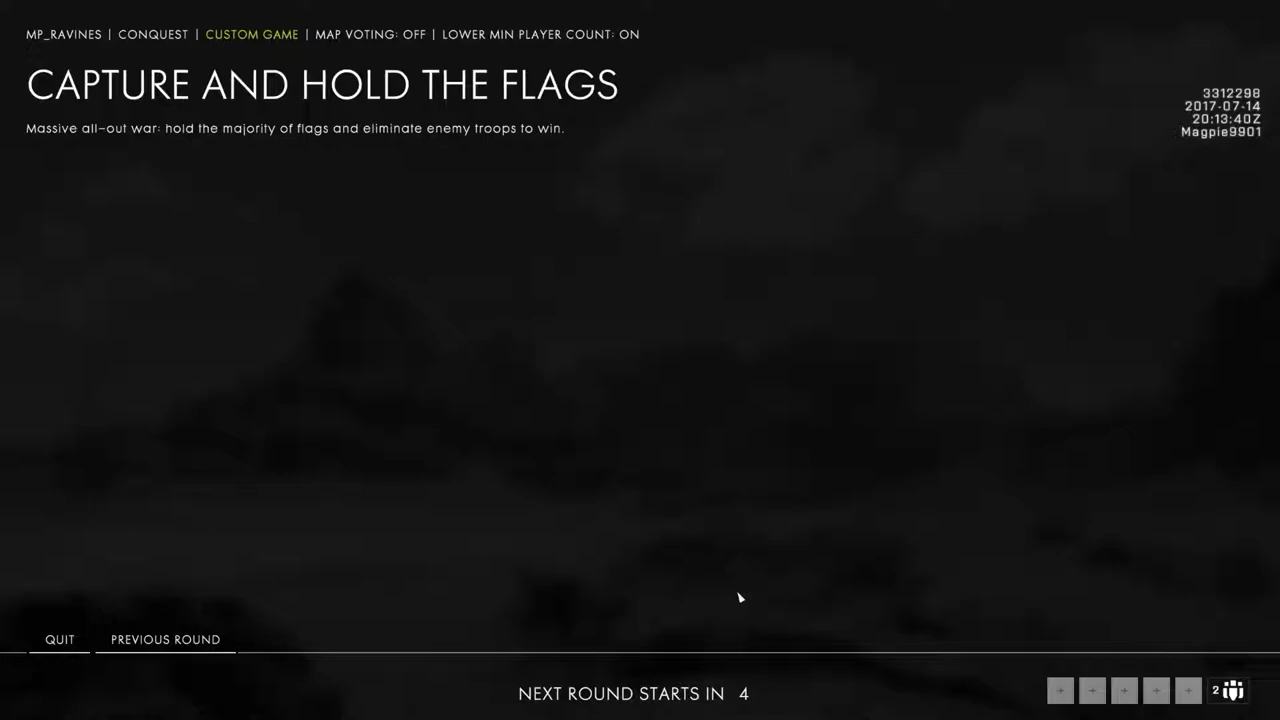 MP_RAVINES | CONQUEST | CUSTOM GAME | MAP VOTING: OFF | LOWER MIN PLAYER COUNT: ON
CAPTURE AND HOLD THE FLAGS
Massive all-out war: hold the majority of flags and eliminate enemy troops to win.
3312298
2017-07-14
20:13:40Z
Magpie9901
QUIT PREVIOUS ROUND
NEXT ROUND STARTS IN 4
+ + + + + 2